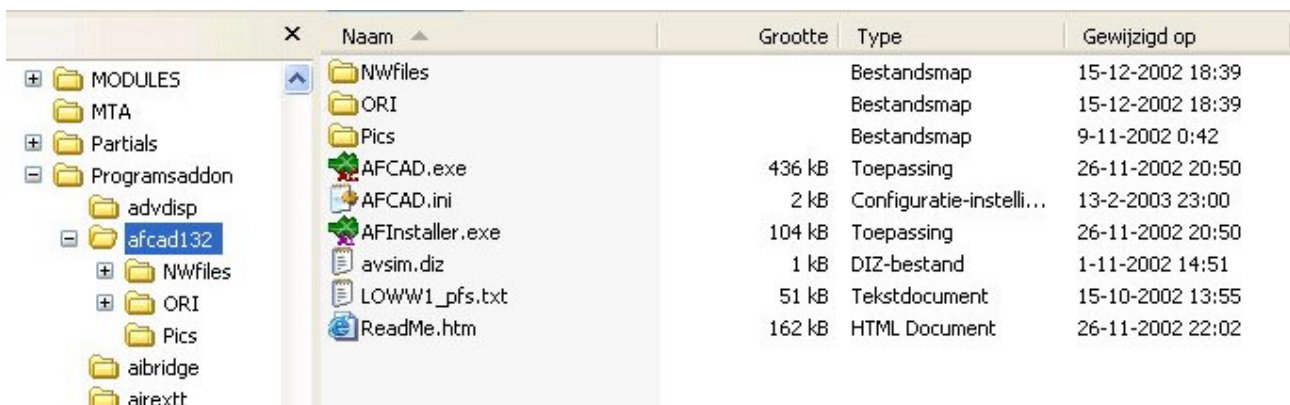 Naam Grootte Type Gewijzigd op
MODULES
MTA
Partials
Programsaddon
advdisp
afcad132
NWfiles
ORI
Pics
aibridge
airextt
NWfiles Bestandsmap 15-12-2002 18:39
ORI Bestandsmap 15-12-2002 18:39
Pics Bestandsmap 9-11-2002 0:42
AFCAD.exe 436 kB Toepassing 26-11-2002 20:50
AFCAD.ini 2 kB Configuratie-instelli... 13-2-2003 23:00
AFInstaller.exe 104 kB Toepassing 26-11-2002 20:50
avsim.diz 1 kB DIZ-bestand 1-11-2002 14:51
LOWW1_pfs.txt 51 kB Tekstdocument 15-10-2002 13:55
ReadMe.htm 162 kB HTML Document 26-11-2002 22:02